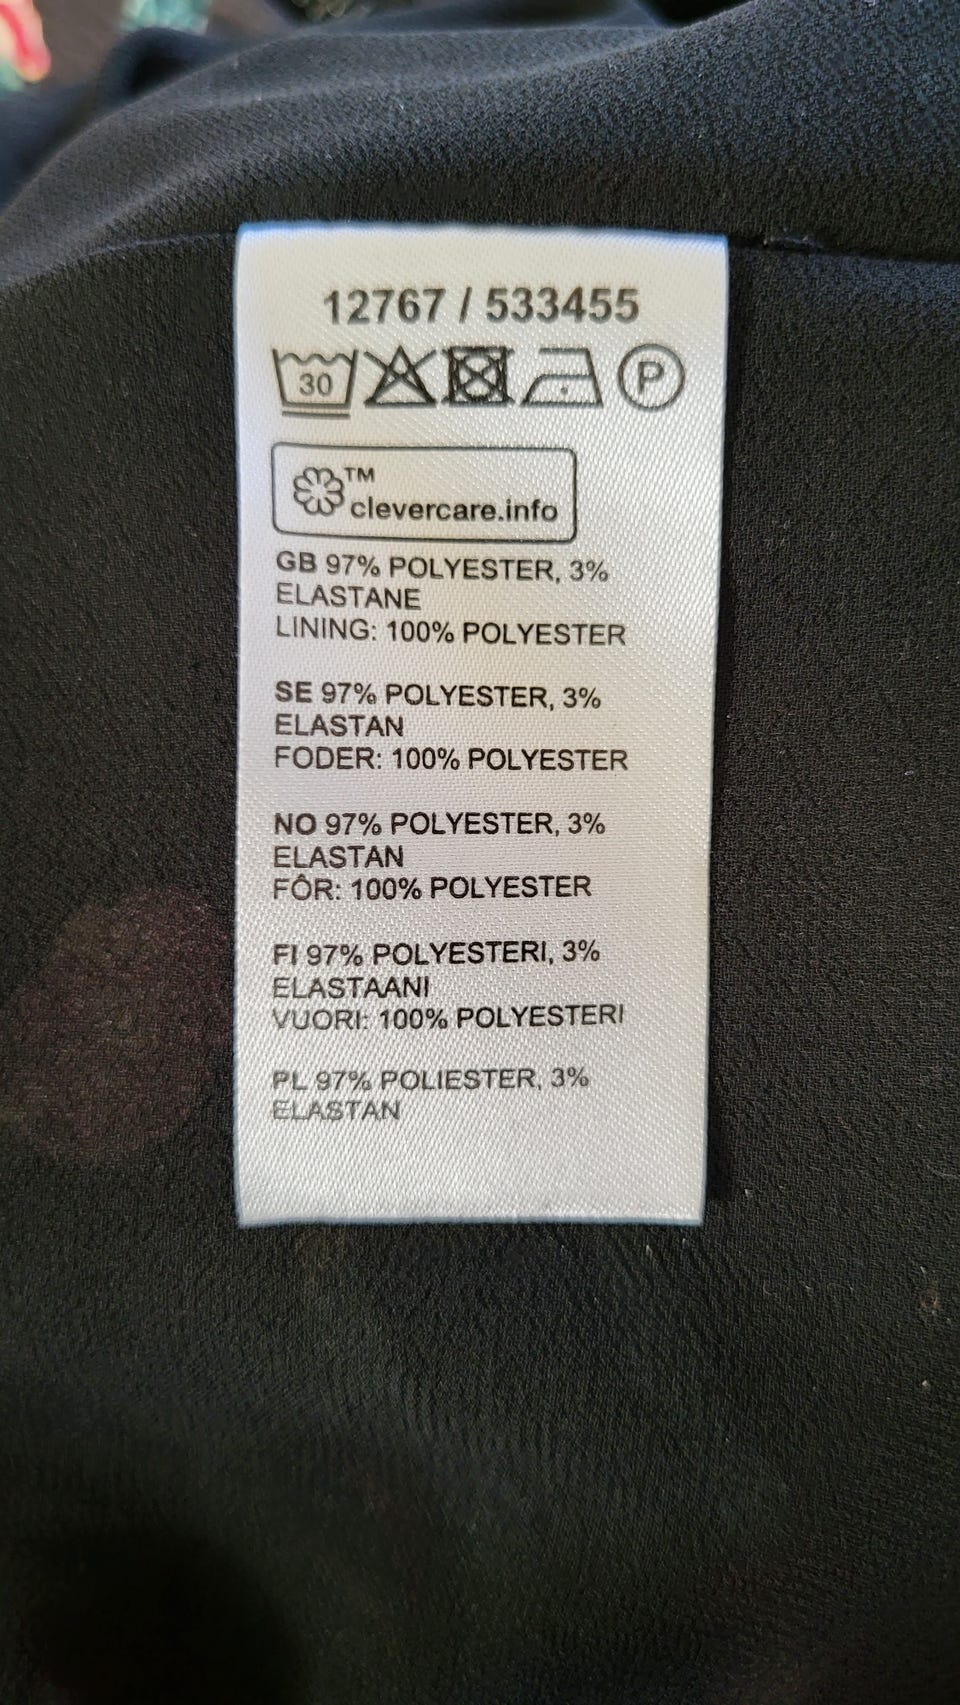 12767 / 533455
30 P
TM
clevercare.info
GB 97% POLYESTER, 3%
ELASTANE
LINING: 100% POLYESTER
SE 97% POLYESTER, 3%
ELASTAN
FODER: 100% POLYESTER
NO 97% POLYESTER, 3%
ELASTAN
FÔR: 100% POLYESTER
FI 97% POLYESTERI, 3%
ELASTAANI
VUORI: 100% POLYESTERI
PL 97% POLIESTER, 3%
ELASTAN